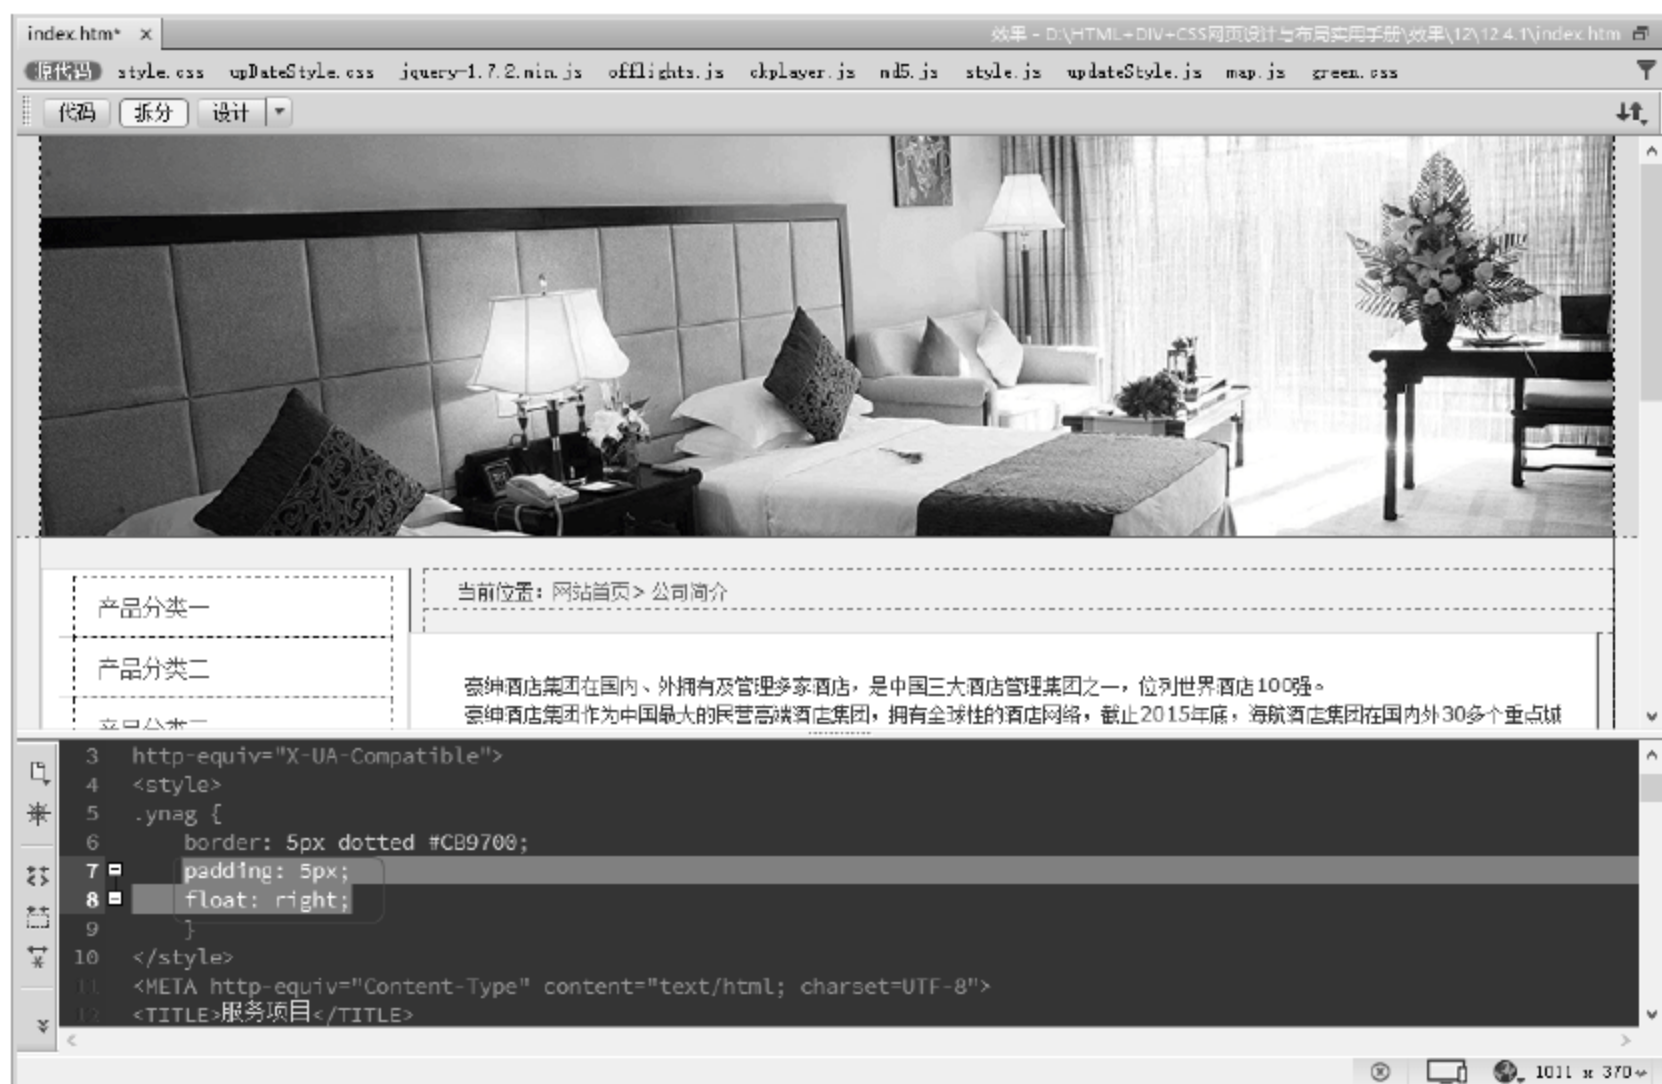 index.htm* ×
效果 - D:\HTML+DIV+CSS网页设计与布局实用手册\效果\12\12.4.1\index.htm
源代码 style.css upDateStyle.css jquery-1.7.2.min.js offlights.js ckplayer.js md5.js style.js updateStyle.js map.js green.css
代码 拆分 设计
当前位置：网站首页> 公司简介
产品分类一
产品分类二
产品分类三
豪绅酒店集团在国内、外拥有及管理多家酒店，是中国三大酒店管理集团之一，位列世界酒店100强。
豪绅酒店集团作为中国最大的民营高端酒店集团，拥有全球性的酒店网络，截止2015年底，海航酒店集团在国内外30多个重点城
3 http-equiv="X-UA-Compatible">
4 <style>
5 .ynag {
6 border: 5px dotted #CB9700;
7 padding: 5px;
8 float: right;
9 }
10 </style>
11 <META http-equiv="Content-Type" content="text/html; charset=UTF-8">
12 <TITLE>服务项目</TITLE>
1011 x 370